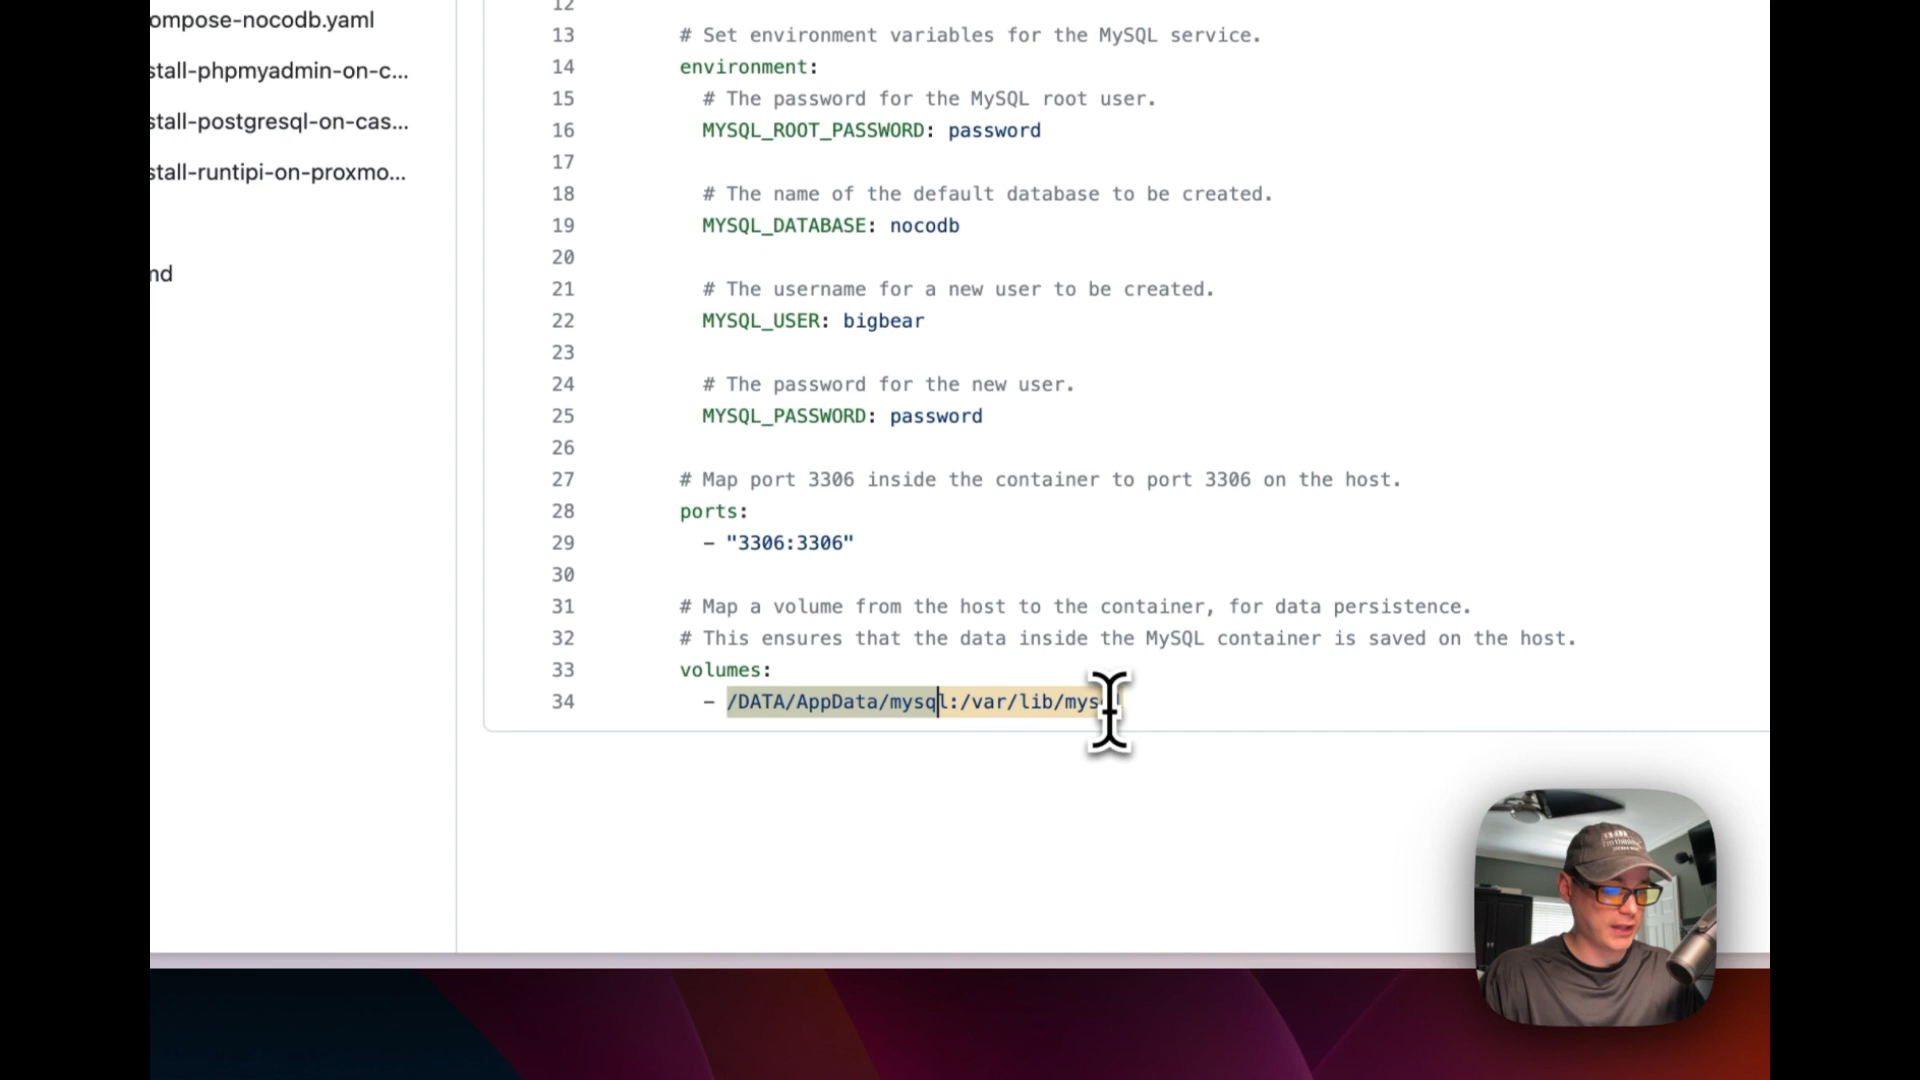 ompose-nocodb.yaml
stall-phpmyadmin-on-c...
stall-postgresql-on-cas...
stall-runtipi-on-proxmo...
md
12
13 # Set environment variables for the MySQL service.
14 environment:
15 # The password for the MySQL root user.
16 MYSQL_ROOT_PASSWORD: password
17
18 # The name of the default database to be created.
19 MYSQL_DATABASE: nocodb
20
21 # The username for a new user to be created.
22 MYSQL_USER: bigbear
23
24 # The password for the new user.
25 MYSQL_PASSWORD: password
26
27 # Map port 3306 inside the container to port 3306 on the host.
28 ports:
29 - "3306:3306"
30
31 # Map a volume from the host to the container, for data persistence.
32 # This ensures that the data inside the MySQL container is saved on the host.
33 volumes:
34 - /DATA/AppData/mysql:/var/lib/mys